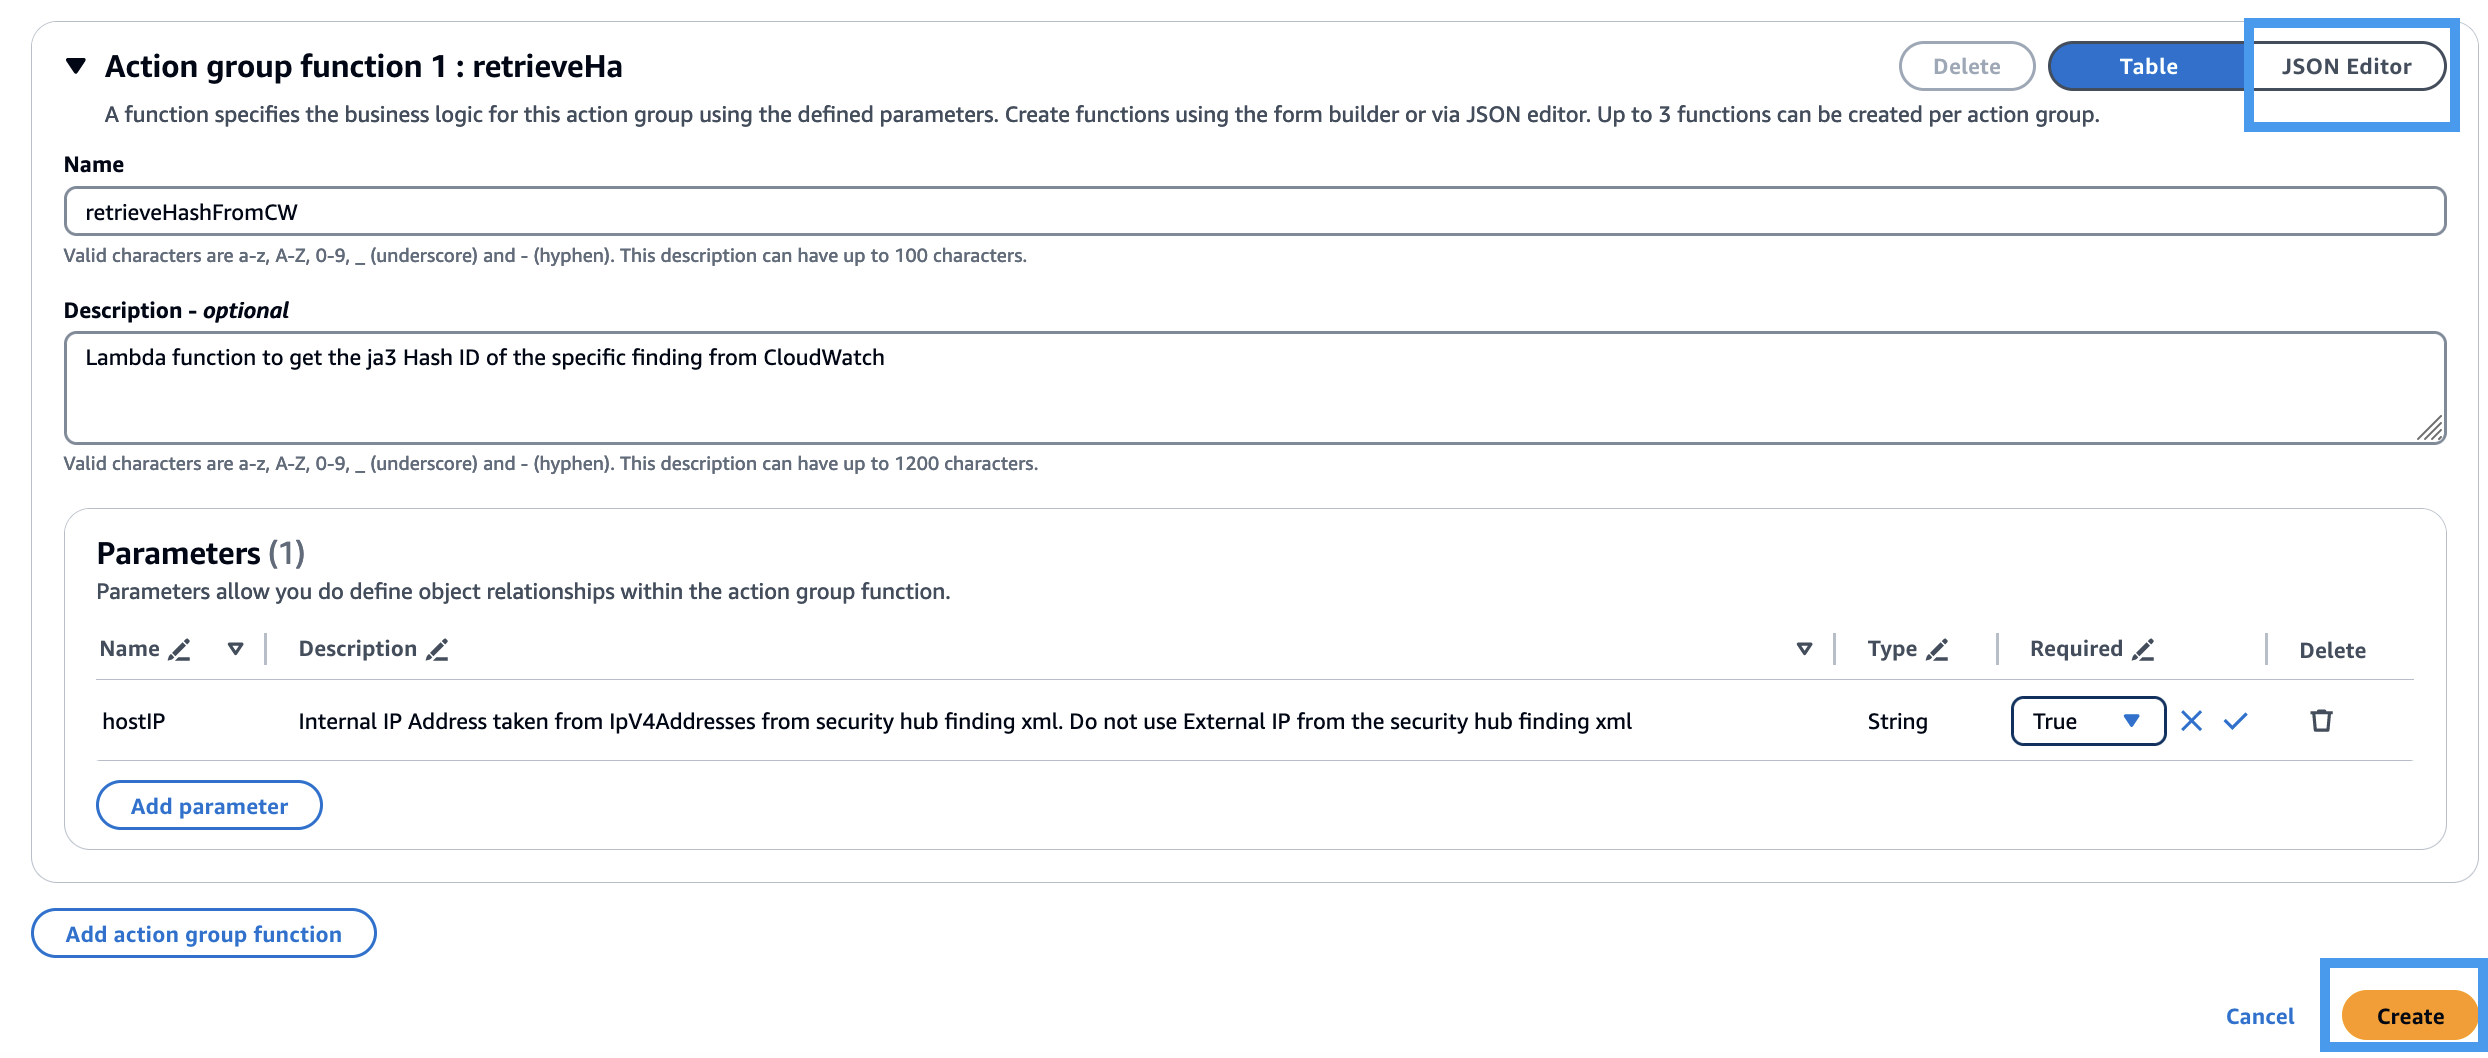 Action group function 1 : retrieveHa
Delete
Table
JSON Editor
A function specifies the business logic for this action group using the defined parameters. Create functions using the form builder or via JSON editor. Up to 3 functions can be created per action group.
Name
retrieveHashFromCW
Valid characters are a-z, A-Z, 0-9, _ (underscore) and - (hyphen). This description can have up to 100 characters.
Description - optional
Lambda function to get the ja3 Hash ID of the specific finding from CloudWatch
Valid characters are a-z, A-Z, 0-9, _ (underscore) and - (hyphen). This description can have up to 1200 characters.
Parameters (1)
Parameters allow you do define object relationships within the action group function.
Name
Description
Type
Required
Delete
hostIP
Internal IP Address taken from IpV4Addresses from security hub finding xml. Do not use External IP from the security hub finding xml
String
True
Add parameter
Add action group function
Cancel
Create